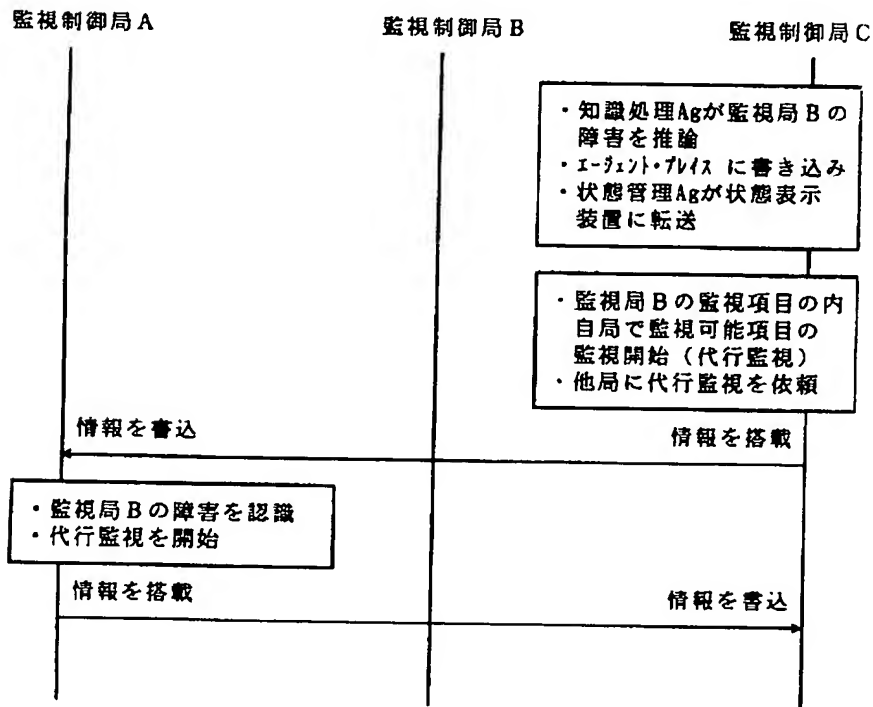 監視制御局A
監視制御局B
監視制御局C
・知識処理Agが監視局Bの
障害を推論
・ｴｰｼﾞｪﾝﾄ・ﾌﾟﾚｲｽ に書き込み
・状態管理Agが状態表示
装置に転送
・監視局Bの監視項目の内
自局で監視可能項目の
監視開始（代行監視）
・他局に代行監視を依頼
情報を書込
情報を搭載
・監視局Bの障害を認識
・代行監視を開始
情報を搭載
情報を書込